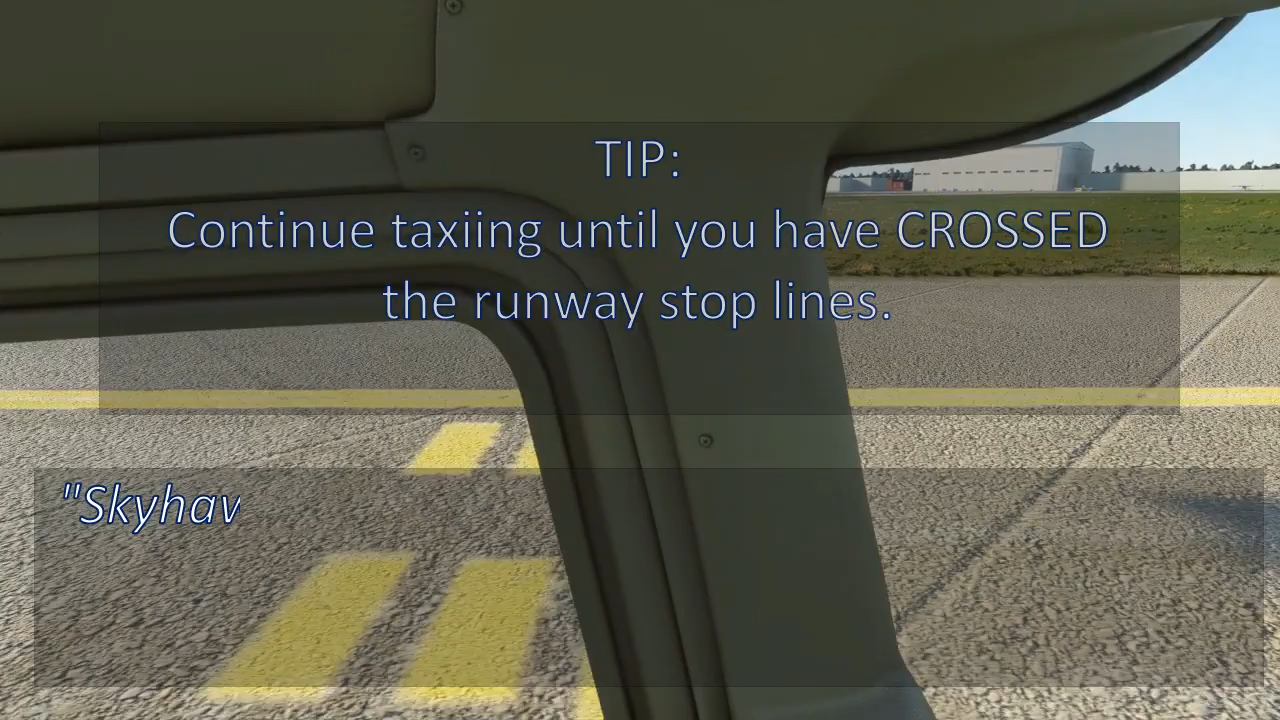 TIP:
Continue taxiing until you have CROSSED
the runway stop lines.
"Skyhav